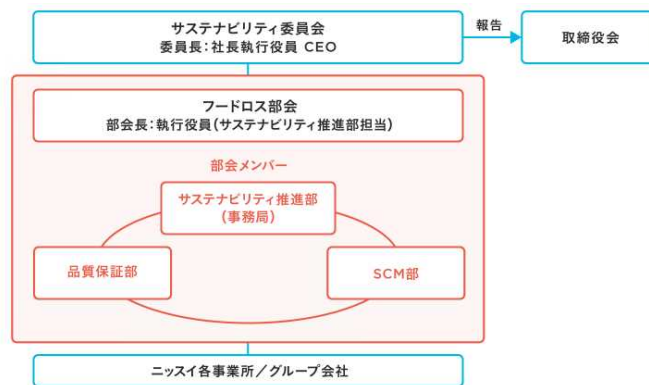 サステナビリティ委員会
委員長：社長執行役員 CEO
報告
取締役会
フードロス部会
部会長：執行役員（サステナビリティ推進部担当）
部会メンバー
サステナビリティ推進部
（事務局）
品質保証部
SCM部
ニッスイ各事業所／グループ会社